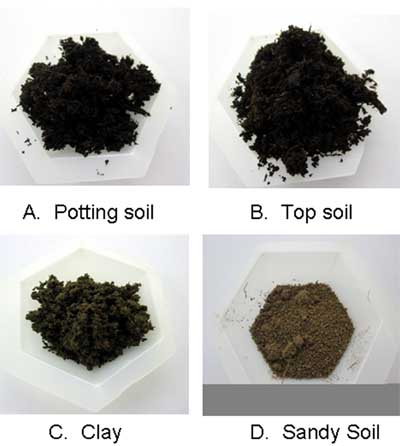 A. Potting soil
B. Top soil
C. Clay
D. Sandy Soil